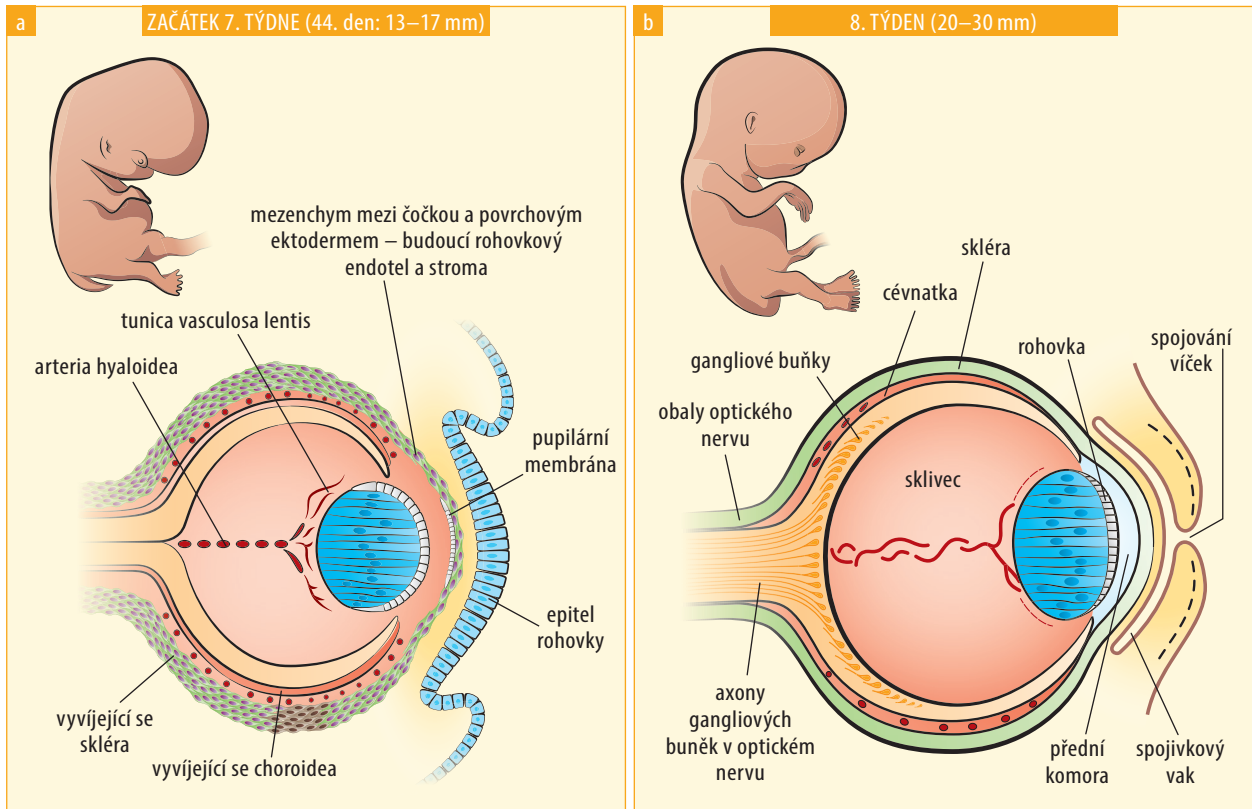 a
ZAČÁTEK 7. TÝDNE (44. den: 13–17 mm)
mezenchym mezi čočkou a povrchovým
ektodermem – budoucí rohovkový
endotel a stroma
tunica vasculosa lentis
arteria hyaloidea
pupilární
membrána
epitel
rohovky
vyvíjející se
skléra
vyvíjející se choroidea
b
8. TÝDEN (20–30 mm)
skléra
cévnatka
rohovka
spojování
víček
gangliové buňky
obaly optického
nervu
sklivec
axony
gangliových
buněk v optickém
nervu
přední
komora
spojivkový
vak